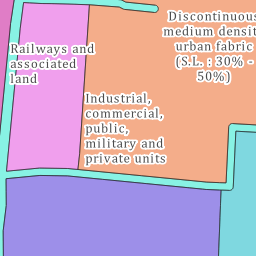 Discontinuous
medium densit
urban fabric
(S.L. : 30% -
50%)
Railways and
associated
land
Industrial,
commercial,
public,
military and
private units